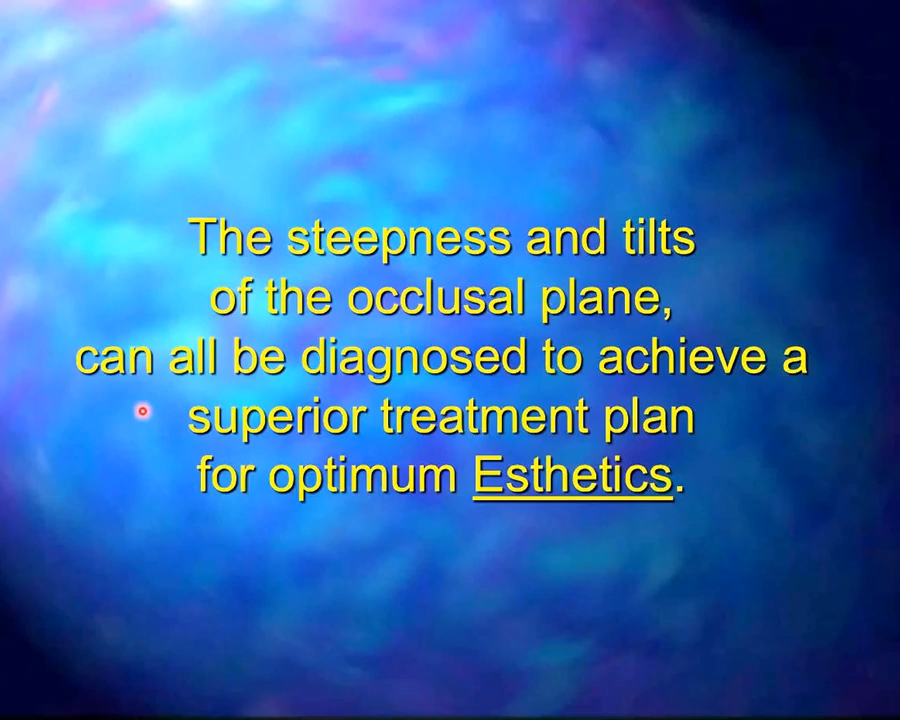 The steepness and tilts
of the occlusal plane,
can all be diagnosed to achieve a
superior treatment plan
for optimum Esthetics.